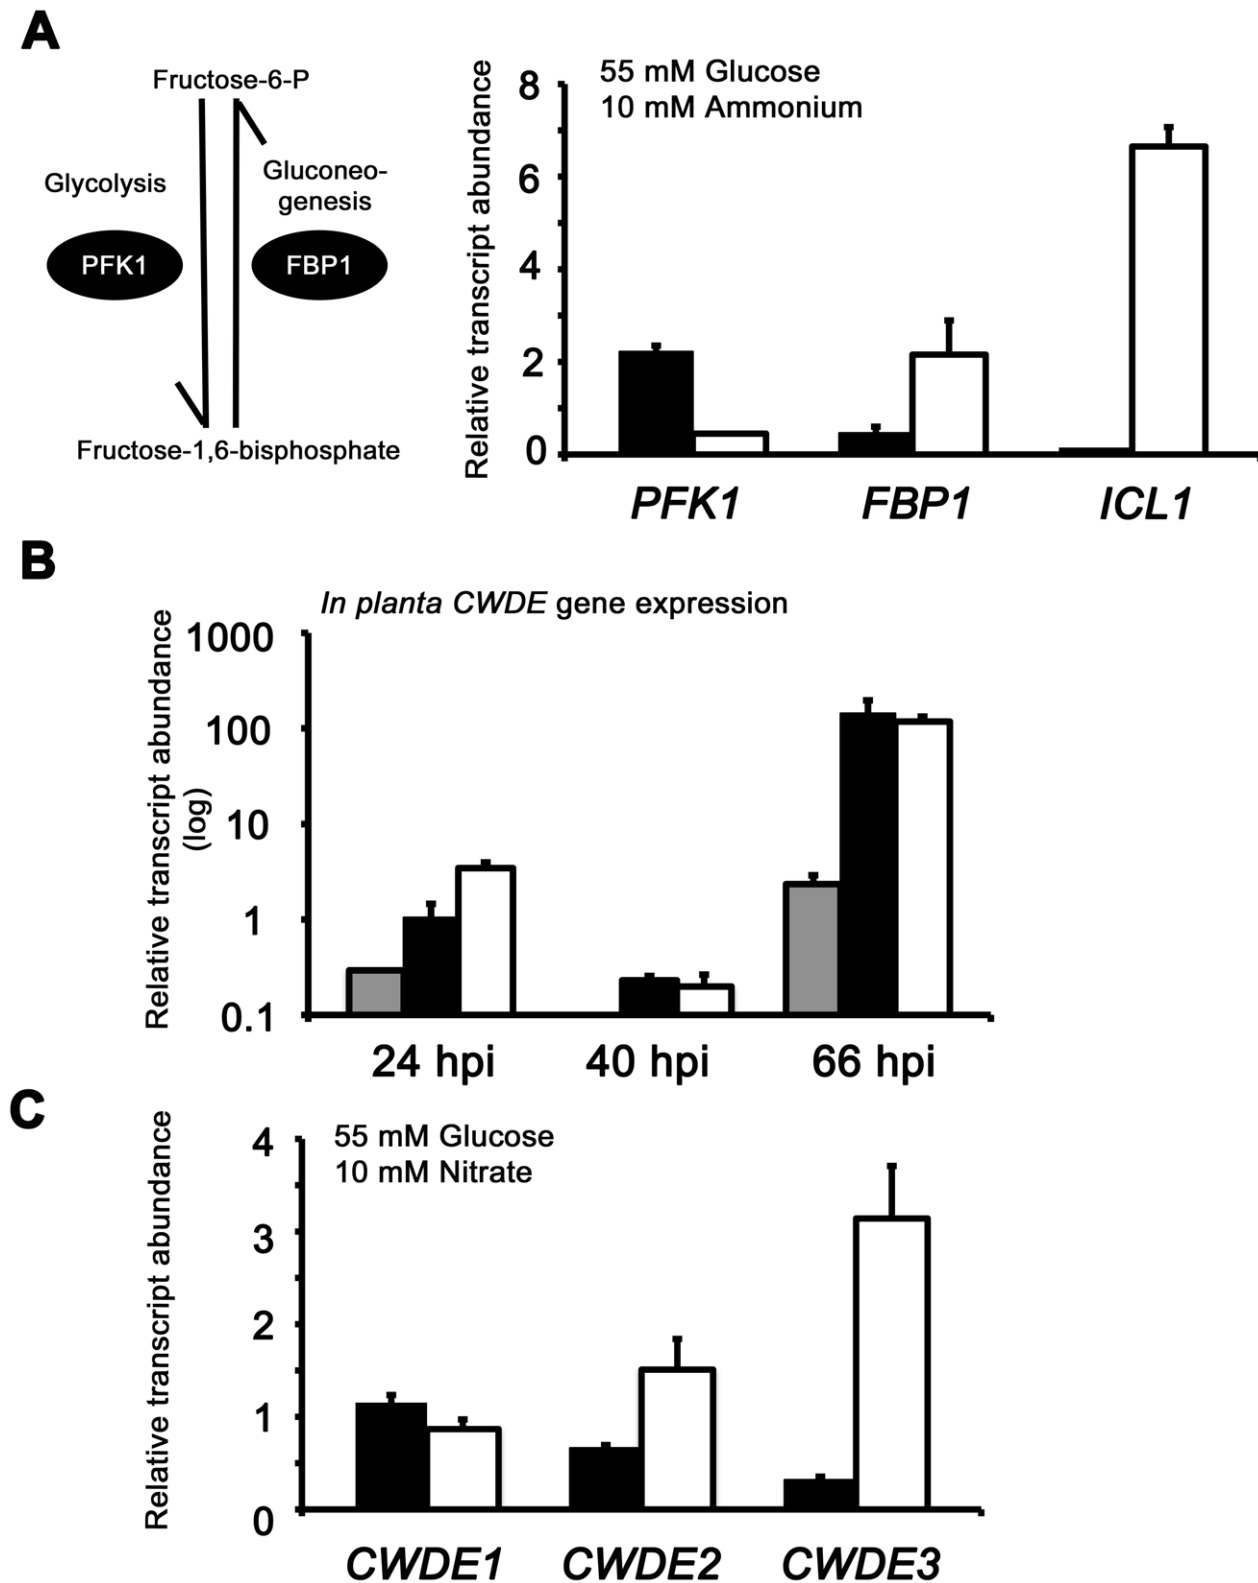 A
Fructose-6-P
Glycolysis
Gluconeo-
genesis
PFK1
FBP1
Fructose-1,6-bisphosphate
Relative transcript abundance
55 mM Glucose
10 mM Ammonium
8
6
4
2
0
PFK1
FBP1
ICL1
B
In planta CWDE gene expression
Relative transcript abundance
(log)
1000
100
10
1
0.1
24 hpi
40 hpi
66 hpi
C
Relative transcript abundance
55 mM Glucose
10 mM Nitrate
4
3
2
1
0
CWDE1
CWDE2
CWDE3